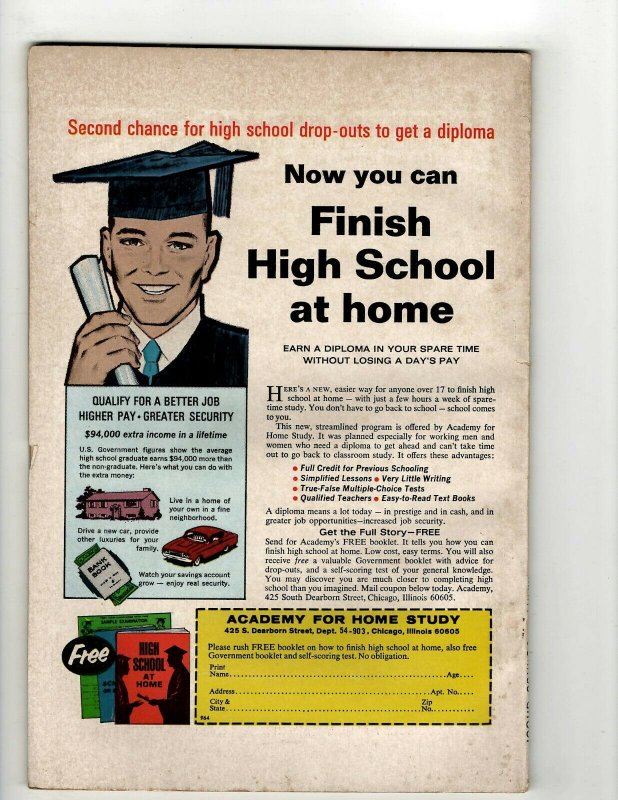 Second chance for high school drop-outs to get a diploma
Now you can
Finish
High School
at home
EARN A DIPLOMA IN YOUR SPARE TIME
WITHOUT LOSING A DAY'S PAY
QUALIFY FOR A BETTER JOB
HIGHER PAY • GREATER SECURITY
$94,000 extra income in a lifetime
U.S. Government figures show the average
high school graduate earns $94,000 more than
the non-graduate. Here's what you can do with
the extra money:
Live in a home of
your own in a fine
neighborhood.
Drive a new car, provide
other luxuries for your
family.
BANK
BOOK
Watch your savings account
grow — enjoy real security.
HERE'S A NEW, easier way for anyone over 17 to finish high
school at home — with just a few hours a week of spare-
time study. You don't have to go back to school — school comes
to you.
This new, streamlined program is offered by Academy for
Home Study. It was planned especially for working men and
women who need a diploma to get ahead and can't take time
out to go back to classroom study. It offers these advantages:
• Full Credit for Previous Schooling
• Simplified Lessons • Very Little Writing
• True-False Multiple-Choice Tests
• Qualified Teachers • Easy-to-Read Text Books
A diploma means a lot today — in prestige and in cash, and in
greater job opportunities—increased job security.
Get the Full Story—FREE
Send for Academy's FREE booklet. It tells you how you can
finish high school at home. Low cost, easy terms. You will also
receive free a valuable Government booklet with advice for
drop-outs, and a self-scoring test of your general knowledge.
You may discover you are much closer to completing high
school than you imagined. Mail coupon below today. Academy,
425 South Dearborn Street, Chicago, Illinois 60605.
SAMPLE EXAMINATION
Free
HIGH
SCHOOL
AT
HOME
ACADEMY FOR HOME STUDY
425 S. Dearborn Street, Dept. 54-903, Chicago, Illinois 60605
Please rush FREE booklet on how to finish high school at home, also free
Government booklet and self-scoring test. No obligation.
Print
Name Age
Address Apt. No.
City & Zip
State No.
964